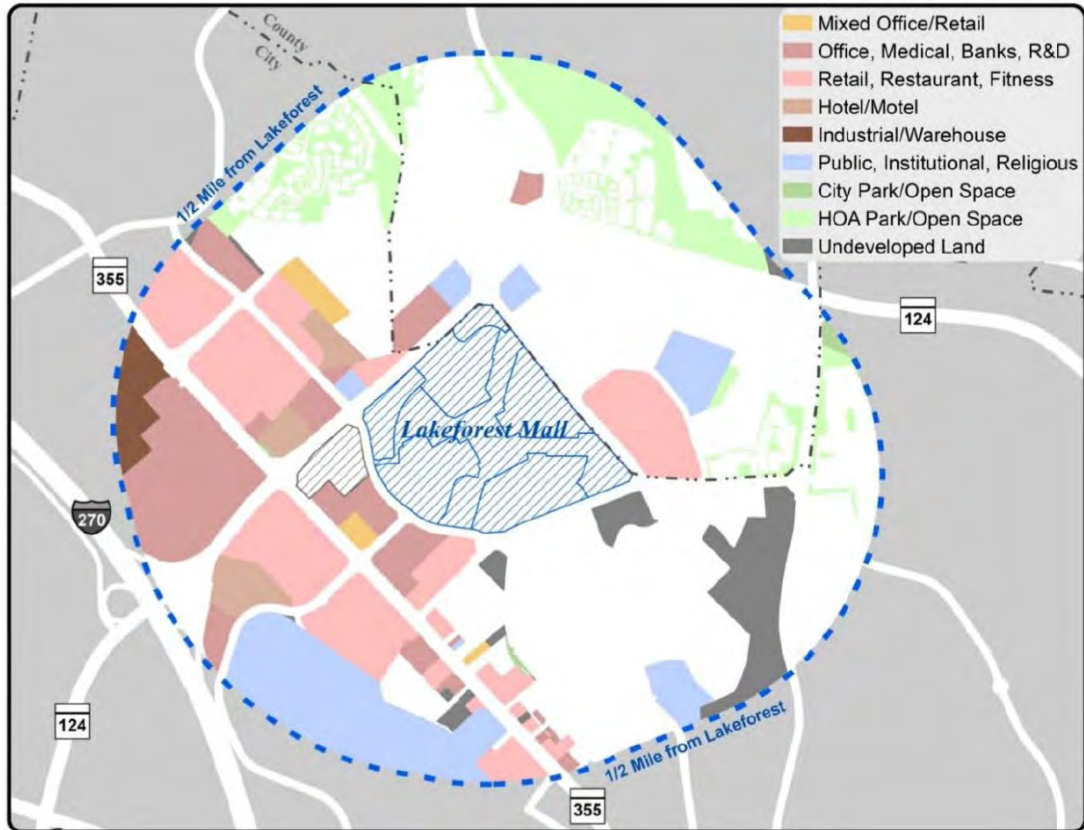 County
City
1/2 Mile from Lakeforest
Mixed Office/Retail
Office, Medical, Banks, R&D
Retail, Restaurant, Fitness
Hotel/Motel
Industrial/Warehouse
Public, Institutional, Religious
City Park/Open Space
HOA Park/Open Space
Undeveloped Land
355
124
Lakeforest Mall
270
124
1/2 Mile from Lakeforest
355